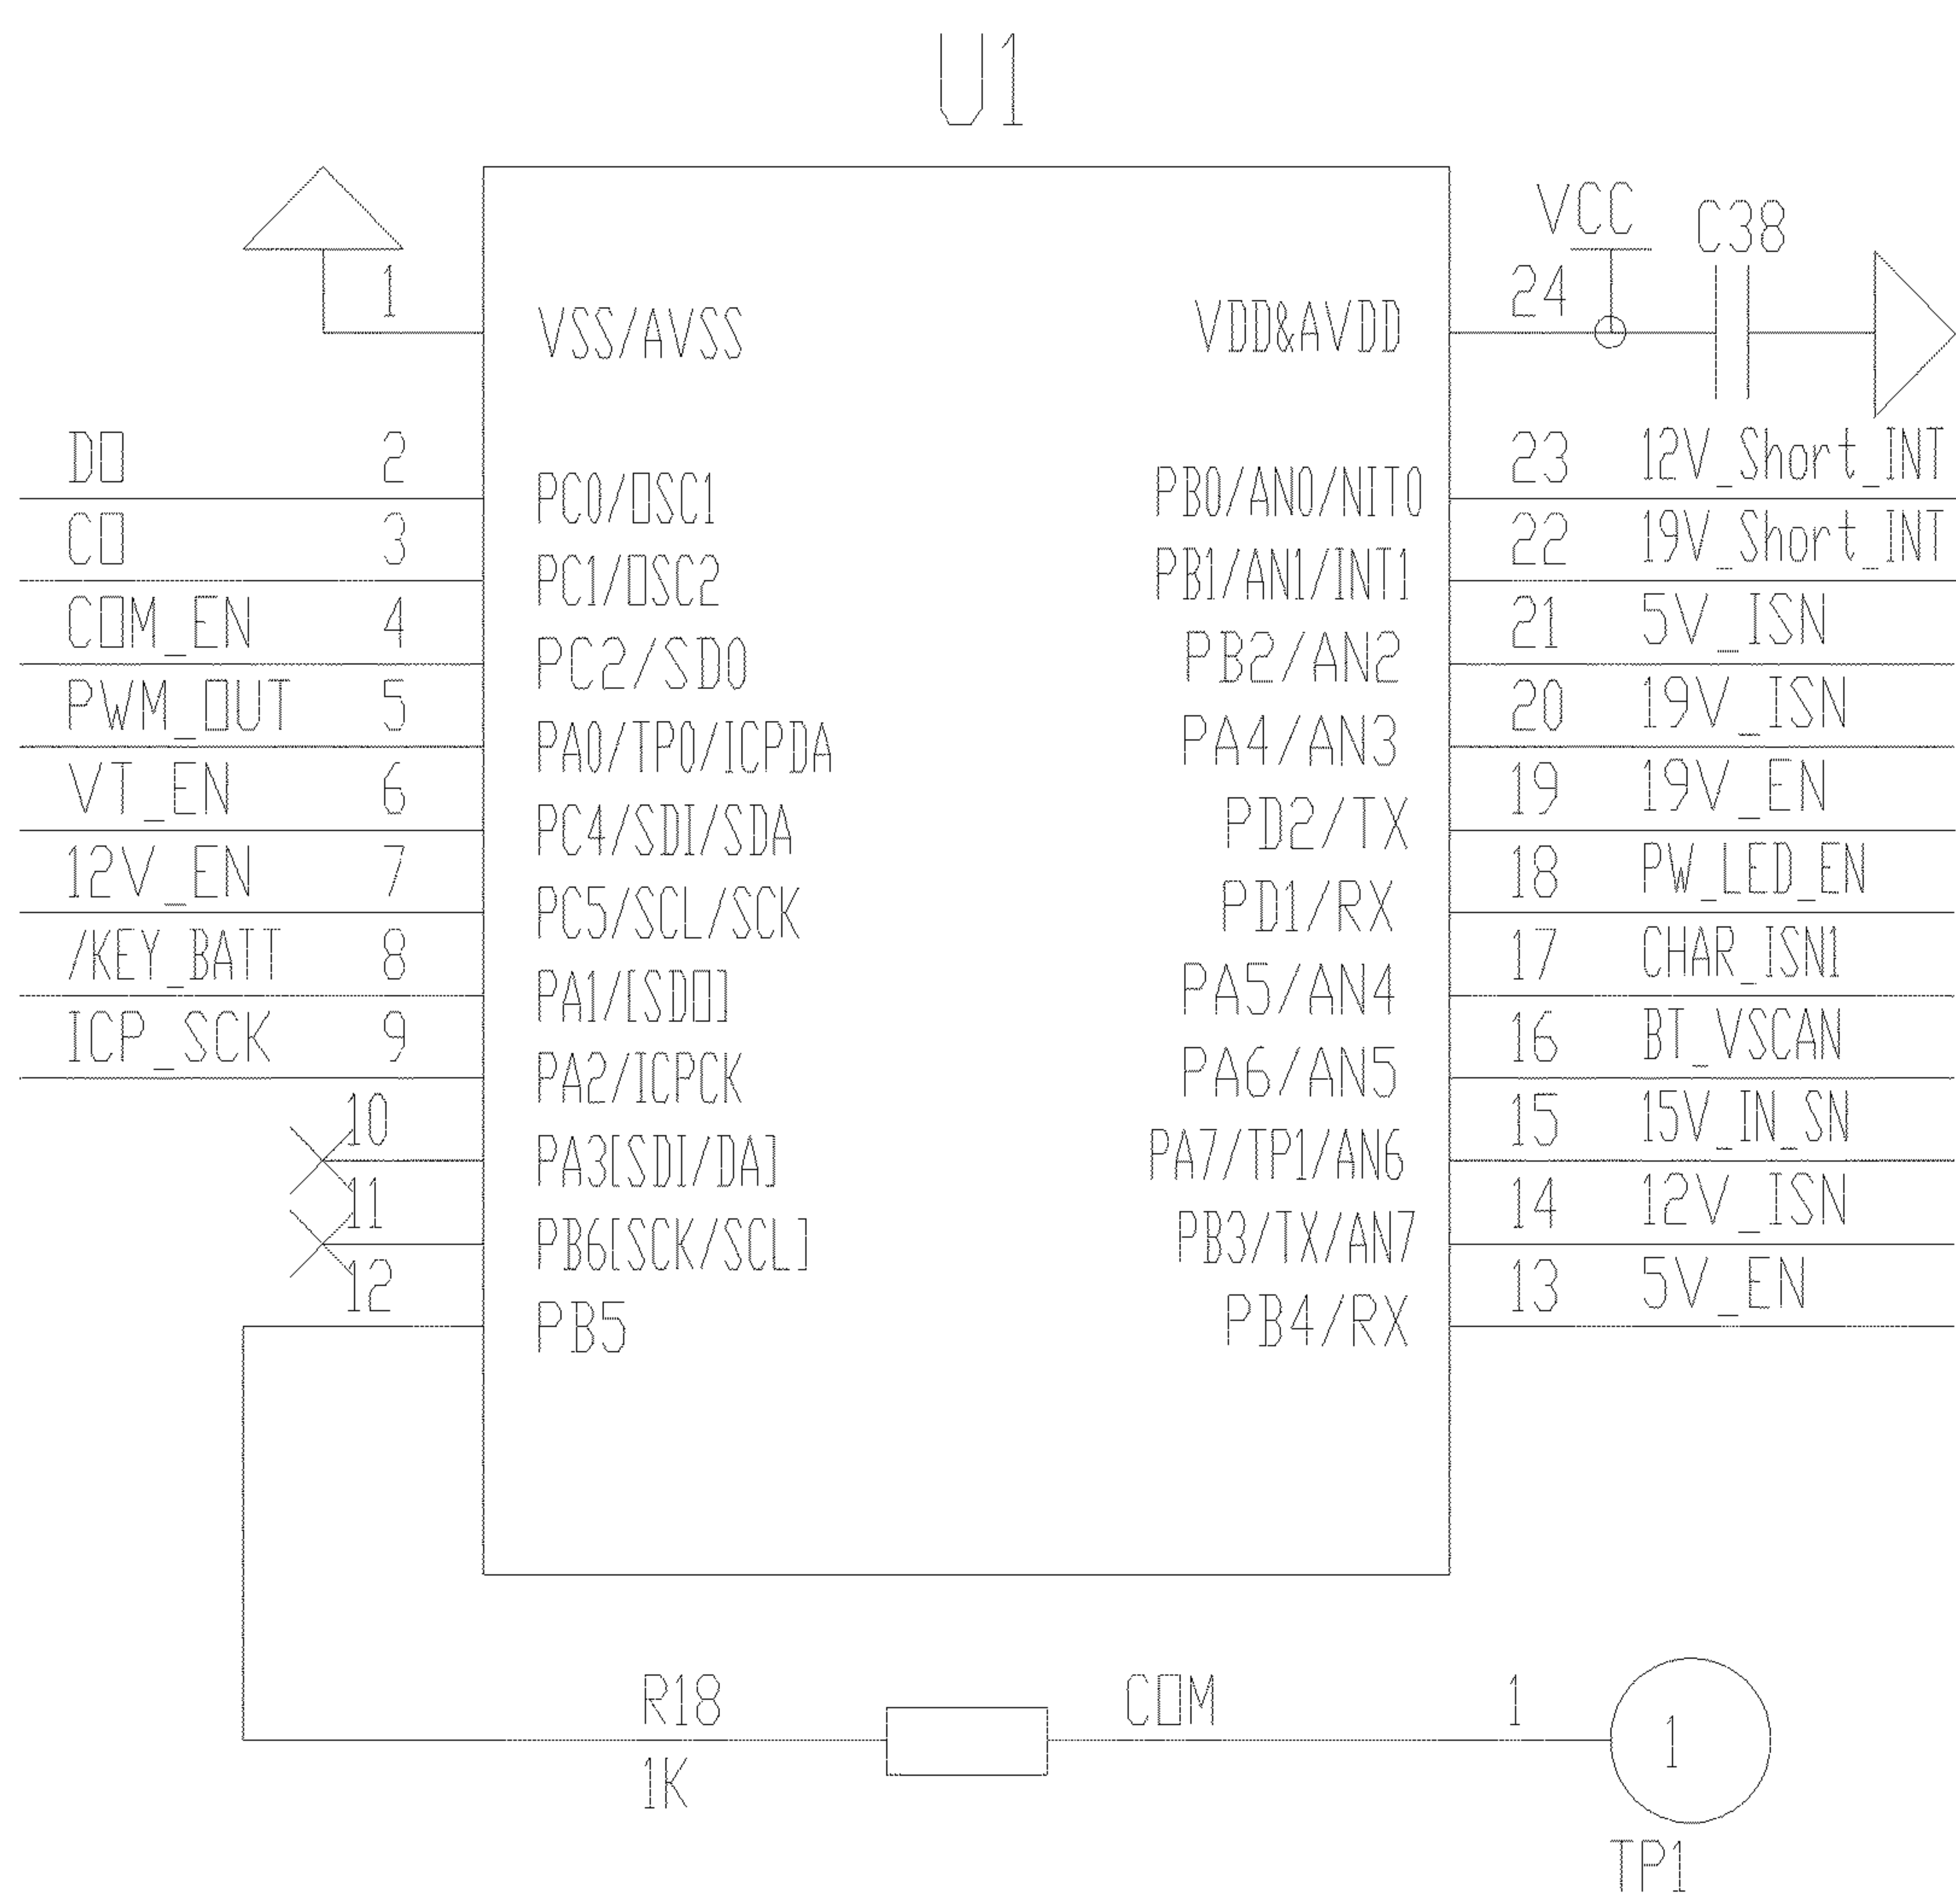 U1
VCC
C38
1
24
VSS/AVSS
VDD&AVDD
DO 2 PC0/OSC1 PB0/AN0/NIT0 23 12V_Short_INT
CO 3 PC1/OSC2 PB1/AN1/INT1 22 19V_Short_INT
COM_EN 4 PC2/SD0 PB2/AN2 21 5V_ISN
PWM_OUT 5 PA0/TP0/ICPDA PA4/AN3 20 19V_ISN
VT_EN 6 PC4/SDI/SDA PD2/TX 19 19V_EN
12V_EN 7 PC5/SCL/SCK PD1/RX 18 PW_LED_EN
/KEY_BATT 8 PA1/[SDO] PA5/AN4 17 CHAR_ISN1
ICP_SCK 9 PA2/ICPCK PA6/AN5 16 BT_VSCAN
10 PA3[SDI/DA] PA7/TP1/AN6 15 15V_IN_SN
11 PB6[SCK/SCL] PB3/TX/AN7 14 12V_ISN
12 PB5 PB4/RX 13 5V_EN
R18 COM 1
1
1K
TP1